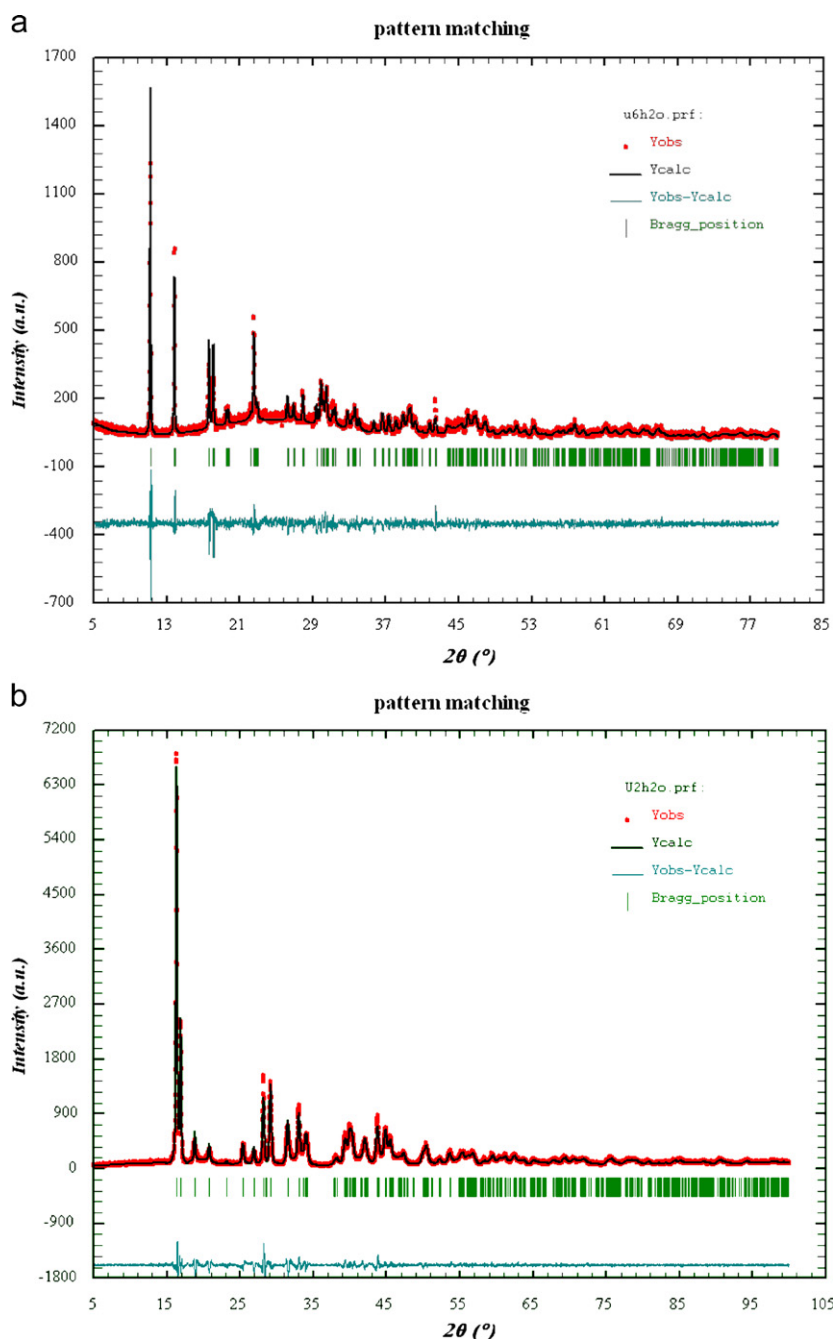 a
pattern matching
1700
1400
1100
800
500
200
-100
-400
-700
Intensity (a.u.)
u6h2o.prf:
Yobs
Ycalc
Yobs-Ycalc
Bragg_position
5 13 21 29 37 45 53 61 69 77 85
2θ (°)
b
pattern matching
7200
6300
5400
4500
3600
2700
1800
900
0
-900
-1800
Intensity (a.u.)
U2h2o.prf:
Yobs
Ycalc
Yobs-Ycalc
Bragg_position
5 15 25 35 45 55 65 75 85 95 105
2θ (°)